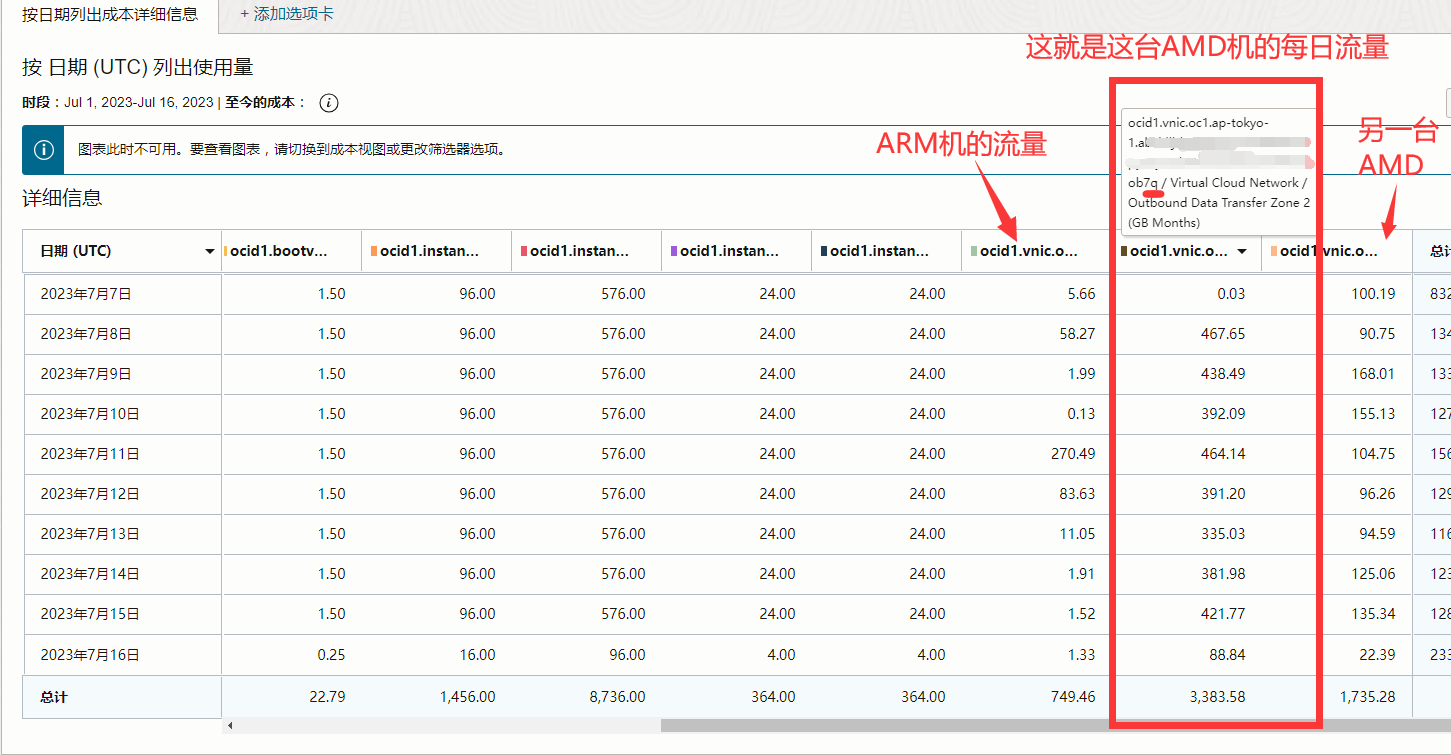 按日期列出成本详细信息 + 添加选项卡
这就是这台AMD机的每日流量
按 日期 (UTC) 列出使用量
时段：Jul 1, 2023-Jul 16, 2023 | 至今的成本：
图表此时不可用。要查看图表，请切换到成本视图或更改筛选器选项。
ARM机的流量
另一台
AMD
ocid1.vnic.oc1.ap-tokyo-
ob7q / Virtual Cloud Network /
Outbound Data Transfer Zone 2
(GB Months)
详细信息
日期 (UTC) ocid1.bootv... ocid1.instan... ocid1.instan... ocid1.instan... ocid1.instan... ocid1.vnic.o... ocid1.vnic.o... ocid1.vnic.o...
2023年7月7日 1.50 96.00 576.00 24.00 24.00 5.66 0.03 100.19
2023年7月8日 1.50 96.00 576.00 24.00 24.00 58.27 467.65 90.75
2023年7月9日 1.50 96.00 576.00 24.00 24.00 1.99 438.49 168.01
2023年7月10日 1.50 96.00 576.00 24.00 24.00 0.13 392.09 155.13
2023年7月11日 1.50 96.00 576.00 24.00 24.00 270.49 464.14 104.75
2023年7月12日 1.50 96.00 576.00 24.00 24.00 83.63 391.20 96.26
2023年7月13日 1.50 96.00 576.00 24.00 24.00 11.05 335.03 94.59
2023年7月14日 1.50 96.00 576.00 24.00 24.00 1.91 381.98 125.06
2023年7月15日 1.50 96.00 576.00 24.00 24.00 1.52 421.77 135.34
2023年7月16日 0.25 16.00 96.00 4.00 4.00 1.33 88.84 22.39
总计 22.79 1,456.00 8,736.00 364.00 364.00 749.46 3,383.58 1,735.28